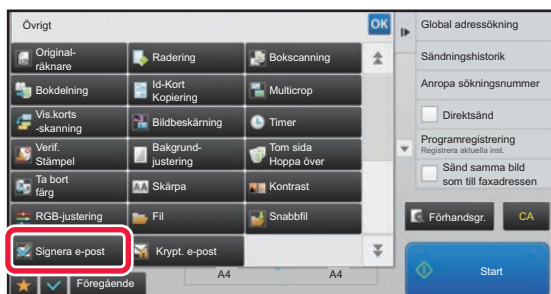 Övrigt
OK
Original-
räknare
Radering
Bokscanning
Bokdelning
Id-Kort
Kopiering
Multicrop
Vis.korts
-skanning
Bildbeskärning
Timer
Verif.
Stämpel
Bakgrund-
justering
Tom sida
Hoppa över
Ta bort
färg
Skärpa
Kontrast
RGB-justering
Fil
Snabbfil
Signera e-post
Krypt. e-post
Föregående
A4
A4
Global adressökning
Sändningshistorik
Anropa sökningsnummer
Direktsänd
Programregistrering
Registrera aktuella inst.
Sänd samma bild
som till faxadressen
Förhandsgr.
CA
Start